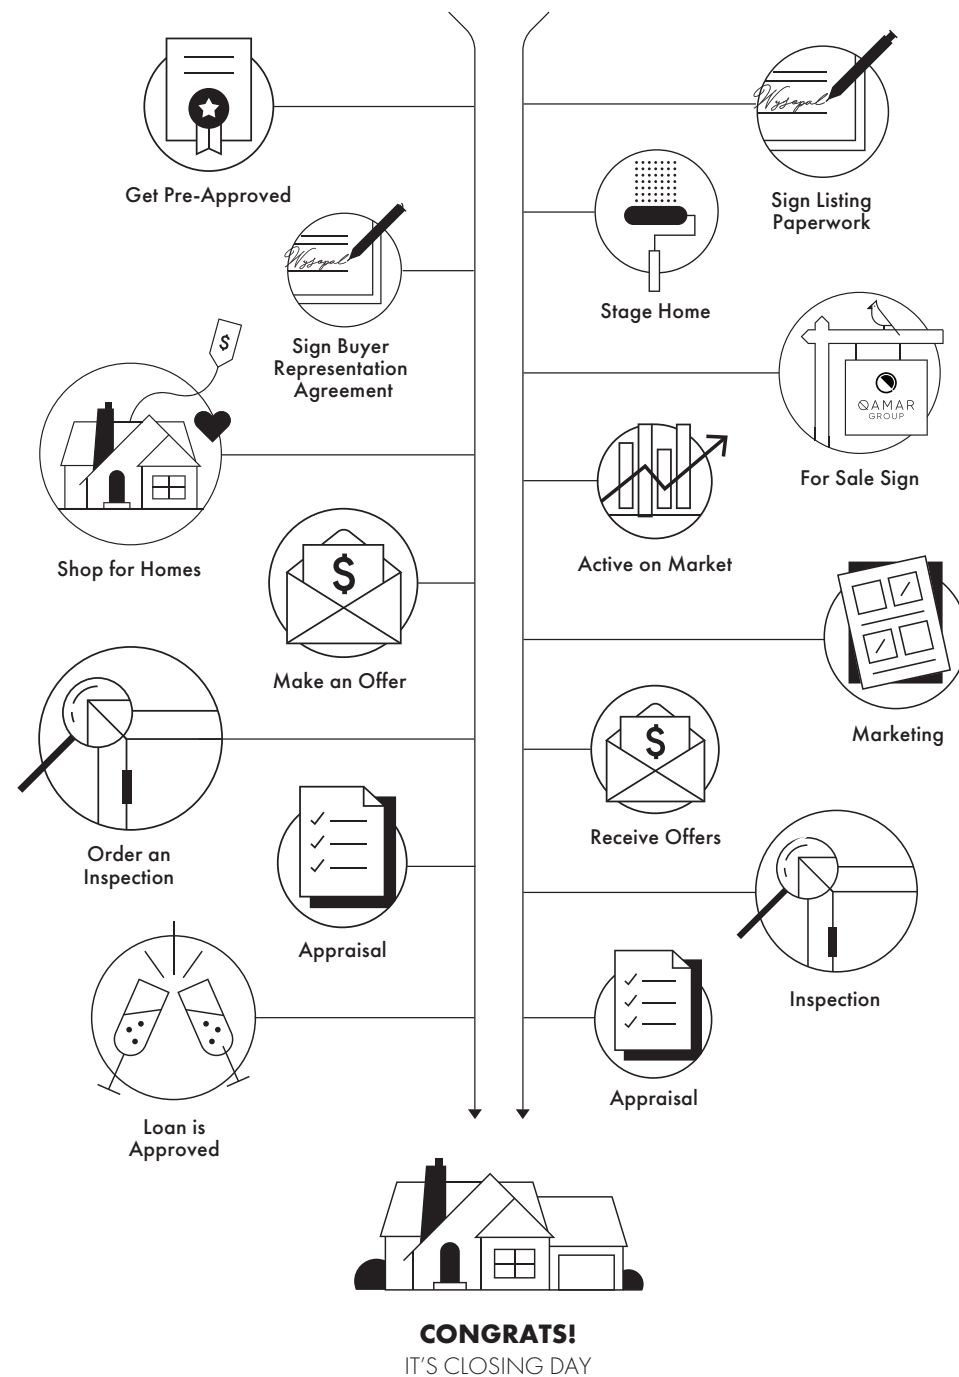 Get Pre-Approved
Wysopal
Sign Buyer
Representation
Agreement
$
Shop for Homes
$
Make an Offer
Order an
Inspection
Appraisal
Loan is
Approved
Wysopal
Sign Listing
Paperwork
Stage Home
QAMAR
GROUP
For Sale Sign
Active on Market
Marketing
$
Receive Offers
Inspection
Appraisal
CONGRATS!
IT'S CLOSING DAY